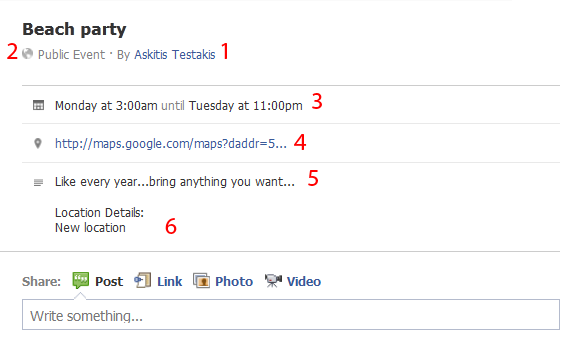 Beach party
2 Public Event · By Askitis Testakis 1
Monday at 3:00am until Tuesday at 11:00pm 3
http://maps.google.com/maps?daddr=5... 4
Like every year...bring anything you want... 5
Location Details:
New location 6
Share: Post Link Photo Video
Write something...